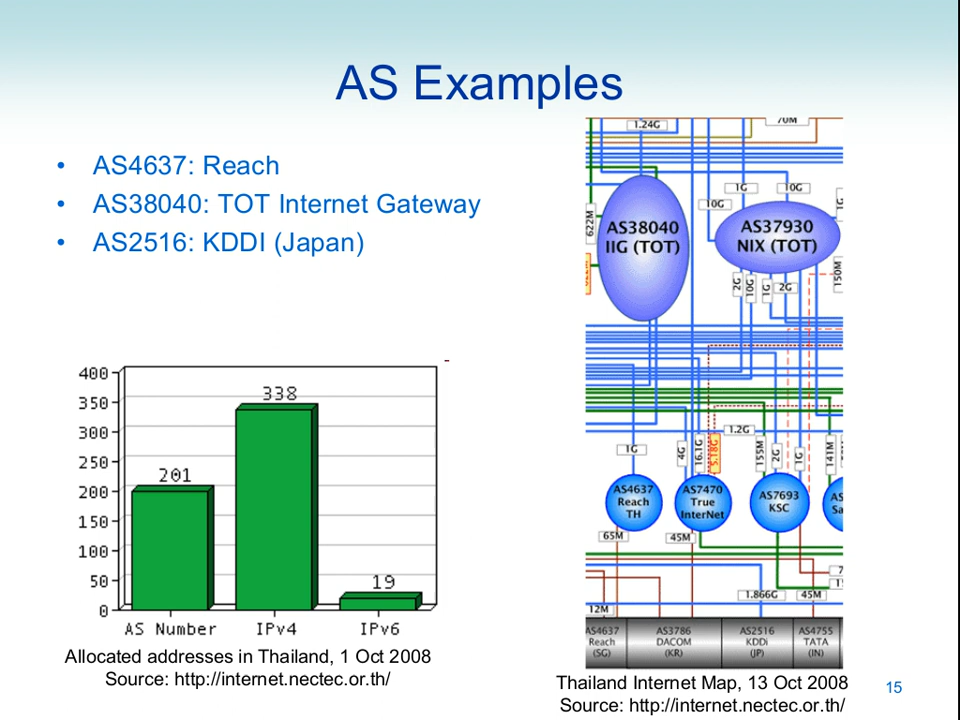 AS Examples
• AS4637: Reach
• AS38040: TOT Internet Gateway
• AS2516: KDDI (Japan)
400
350
300
250
200
150
100
50
0
201
338
19
AS Number IPv4 IPv6
Allocated addresses in Thailand, 1 Oct 2008
Source: http://internet.nectec.or.th/
1.24G
70M
1G
10G
10G
1G
622M
AS38040
IIG (TOT)
AS37930
NIX (TOT)
2G
10G
1G
2G
150M
1.2G
1G
4G
16.1G
5.18G
155M
2G
1G
141M
AS4637
Reach
TH
AS7470
True
InterNet
AS7693
KSC
AS
Sa
65M
45M
1.866G
45M
12M
AS4637
Reach
(SG)
AS3786
DACOM
(KR)
AS2516
KDDi
(JP)
AS4755
TATA
(IN)
Thailand Internet Map, 13 Oct 2008
Source: http://internet.nectec.or.th/
15